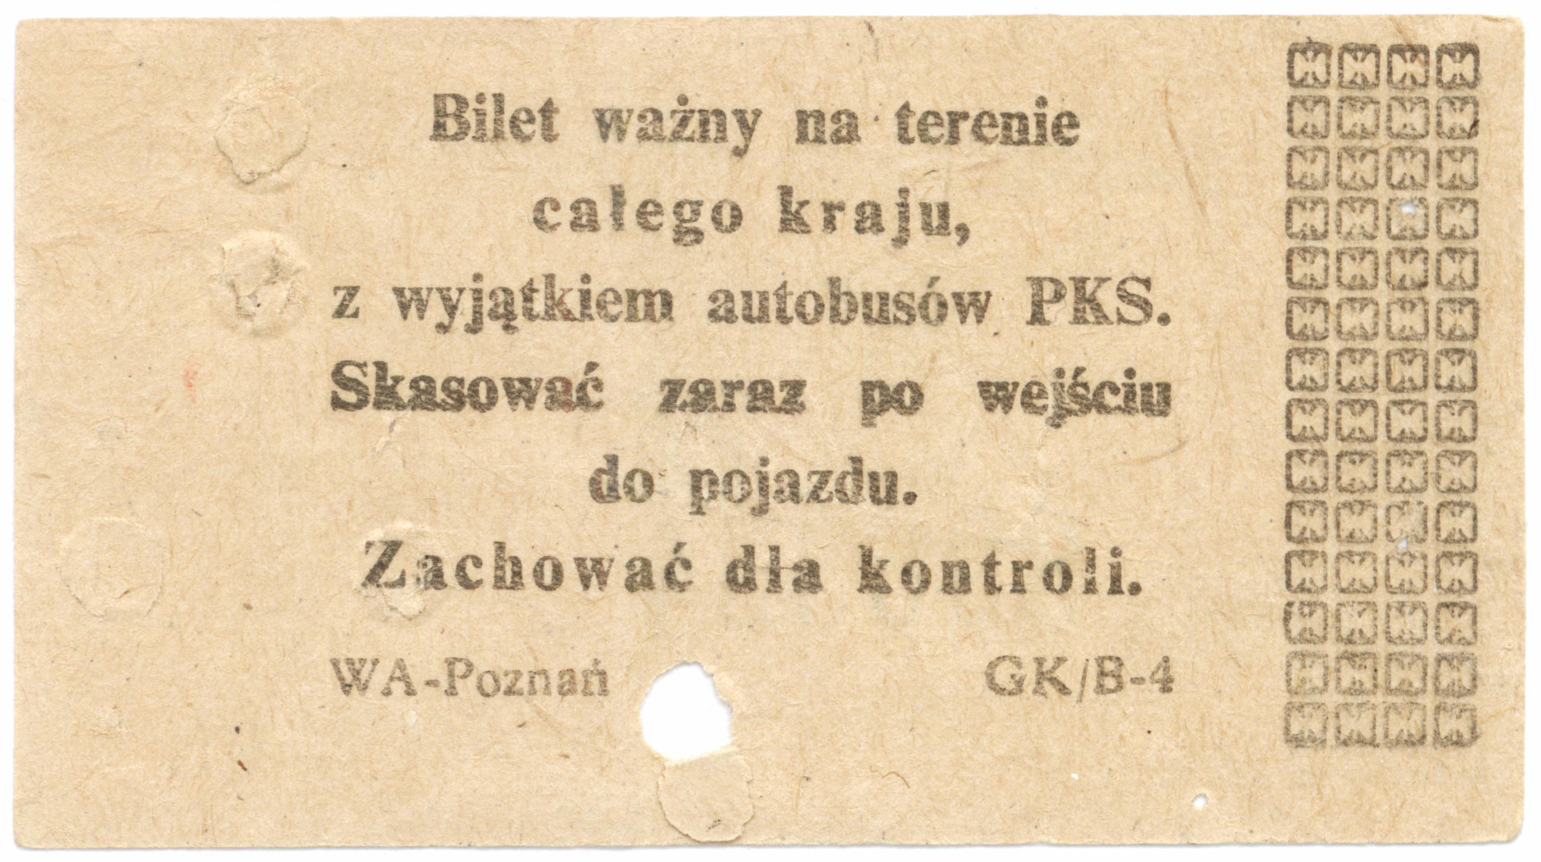 Bilet ważny na terenie
całego kraju,
z wyjątkiem autobusów PKS.
Skasować zaraz po wejściu
do pojazdu.
Zachować dla kontroli.
WA-Poznań GK/B-4